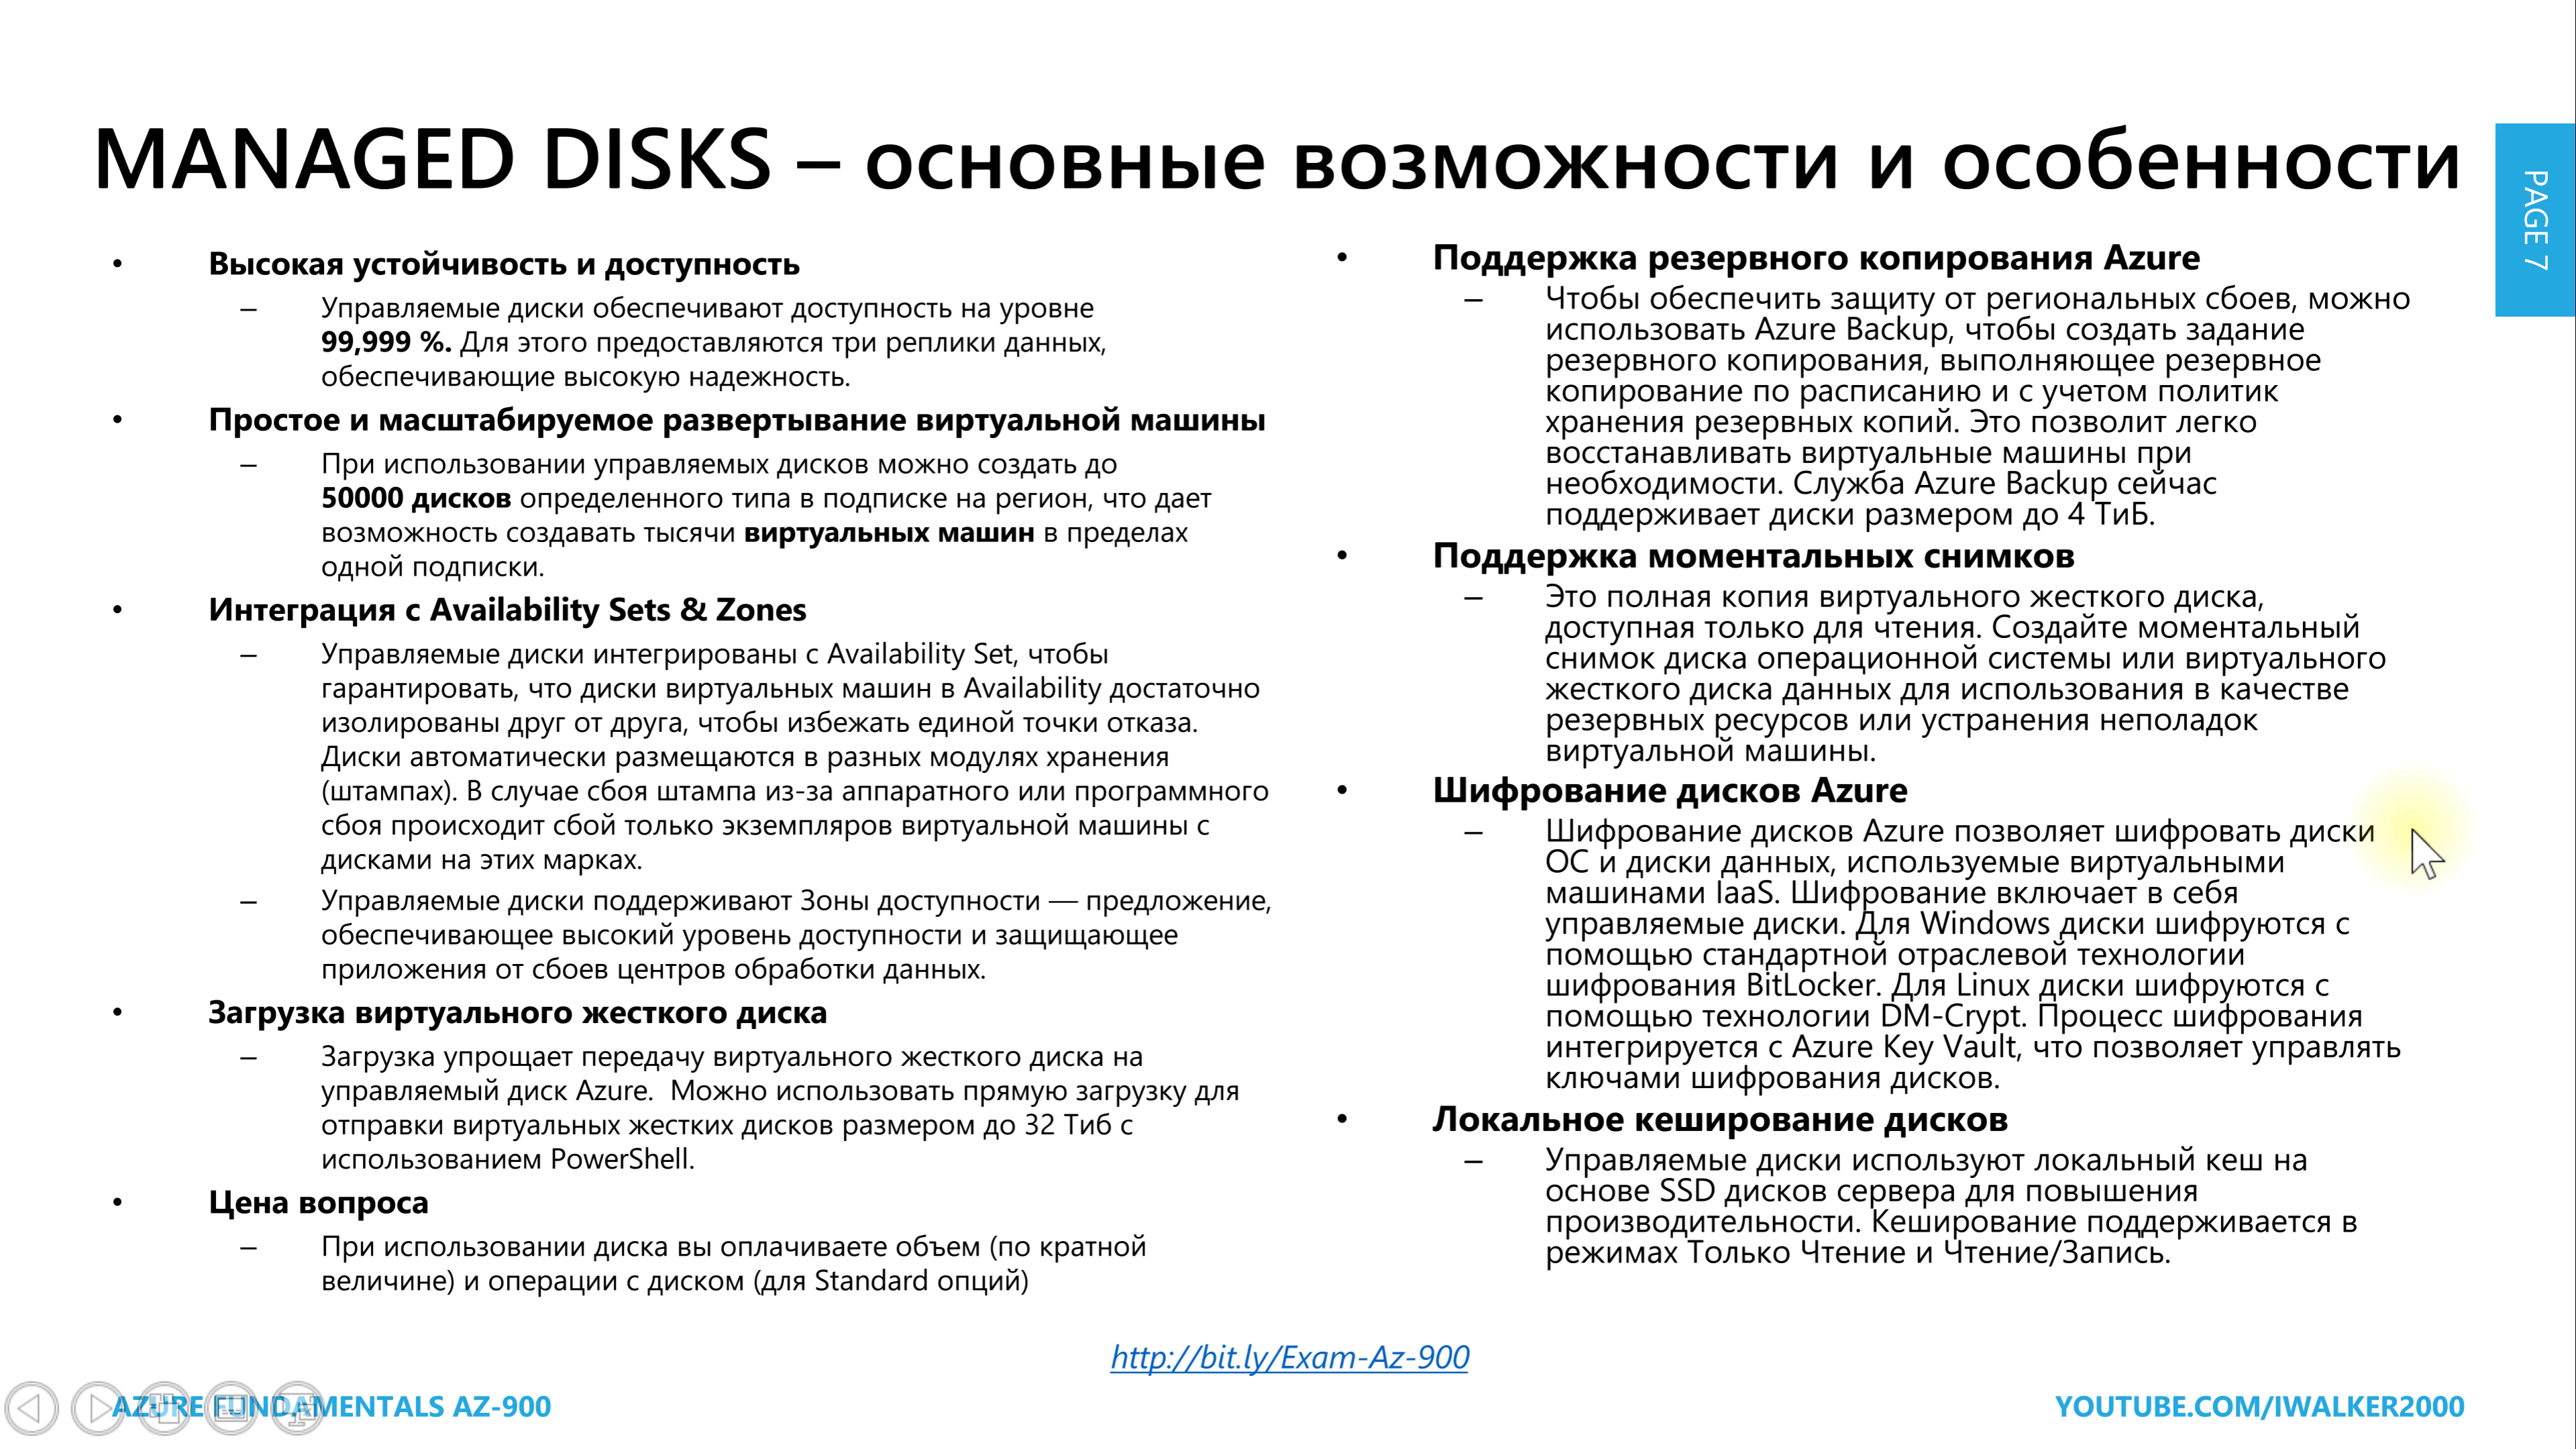 MANAGED DISKS – основные возможности и особенности
PAGE 7
• Высокая устойчивость и доступность
– Управляемые диски обеспечивают доступность на уровне
99,999 %. Для этого предоставляются три реплики данных,
обеспечивающие высокую надежность.
• Простое и масштабируемое развертывание виртуальной машины
– При использовании управляемых дисков можно создать до
50000 дисков определенного типа в подписке на регион, что дает
возможность создавать тысячи виртуальных машин в пределах
одной подписки.
• Интеграция с Availability Sets & Zones
– Управляемые диски интегрированы с Availability Set, чтобы
гарантировать, что диски виртуальных машин в Availability достаточно
изолированы друг от друга, чтобы избежать единой точки отказа.
Диски автоматически размещаются в разных модулях хранения
(штампах). В случае сбоя штампа из-за аппаратного или программного
сбоя происходит сбой только экземпляров виртуальной машины с
дисками на этих марках.
– Управляемые диски поддерживают Зоны доступности — предложение,
обеспечивающее высокий уровень доступности и защищающее
приложения от сбоев центров обработки данных.
• Загрузка виртуального жесткого диска
– Загрузка упрощает передачу виртуального жесткого диска на
управляемый диск Azure.  Можно использовать прямую загрузку для
отправки виртуальных жестких дисков размером до 32 Тиб с
использованием PowerShell.
• Цена вопроса
– При использовании диска вы оплачиваете объем (по кратной
величине) и операции с диском (для Standard опций)
• Поддержка резервного копирования Azure
– Чтобы обеспечить защиту от региональных сбоев, можно
использовать Azure Backup, чтобы создать задание
резервного копирования, выполняющее резервное
копирование по расписанию и с учетом политик
хранения резервных копий. Это позволит легко
восстанавливать виртуальные машины при
необходимости. Служба Azure Backup сейчас
поддерживает диски размером до 4 ТиБ.
• Поддержка моментальных снимков
– Это полная копия виртуального жесткого диска,
доступная только для чтения. Создайте моментальный
снимок диска операционной системы или виртуального
жесткого диска данных для использования в качестве
резервных ресурсов или устранения неполадок
виртуальной машины.
• Шифрование дисков Azure
– Шифрование дисков Azure позволяет шифровать диски
ОС и диски данных, используемые виртуальными
машинами IaaS. Шифрование включает в себя
управляемые диски. Для Windows диски шифруются с
помощью стандартной отраслевой технологии
шифрования BitLocker. Для Linux диски шифруются с
помощью технологии DM-Crypt. Процесс шифрования
интегрируется с Azure Key Vault, что позволяет управлять
ключами шифрования дисков.
• Локальное кеширование дисков
– Управляемые диски используют локальный кеш на
основе SSD дисков сервера для повышения
производительности. Кеширование поддерживается в
режимах Только Чтение и Чтение/Запись.
http://bit.ly/Exam-Az-900
AZURE FUNDAMENTALS AZ-900
YOUTUBE.COM/IWALKER2000